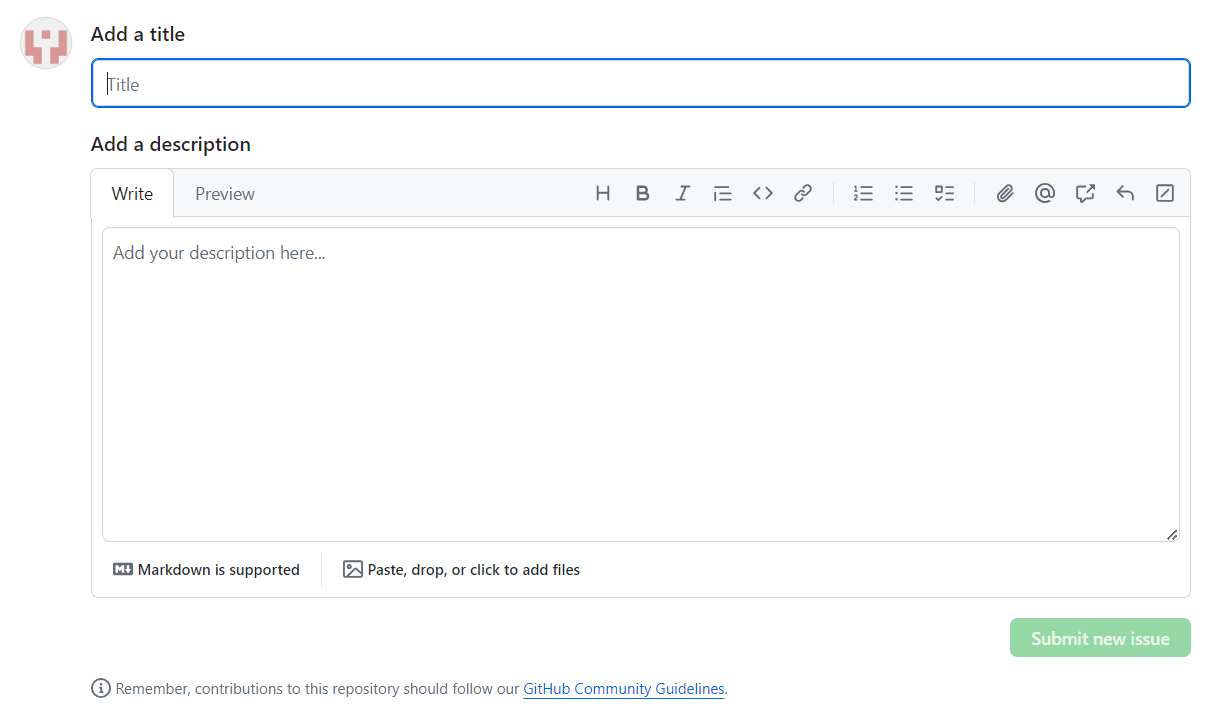 Add a title
Title
Add a description
Write Preview
Add your description here...
Markdown is supported
Paste, drop, or click to add files
Submit new issue
Remember, contributions to this repository should follow our GitHub Community Guidelines.